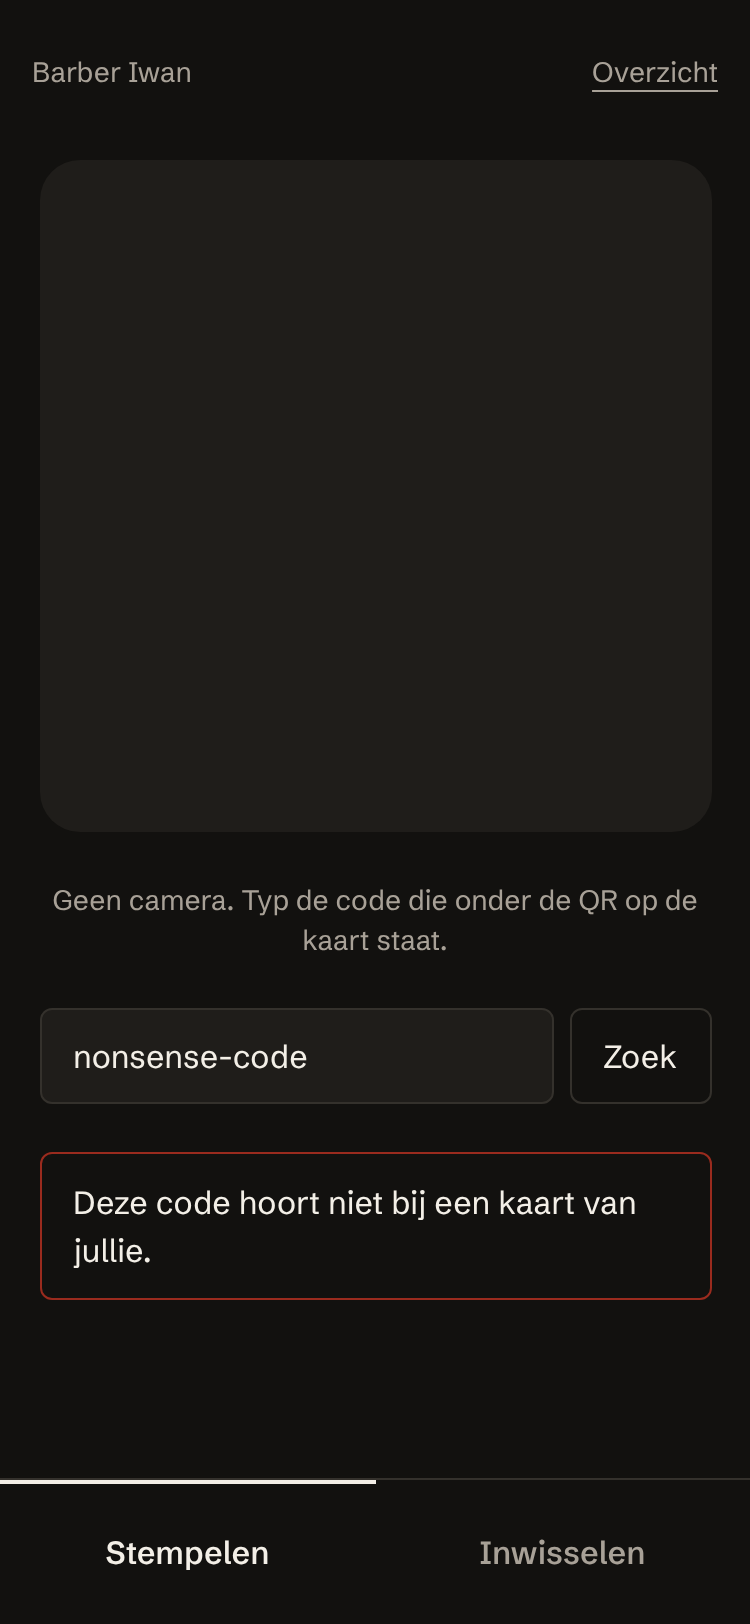 Barber Iwan
Overzicht
Geen camera. Typ de code die onder de QR op de
kaart staat.
nonsense-code
Zoek
Deze code hoort niet bij een kaart van
jullie.
Stempelen
Inwisselen